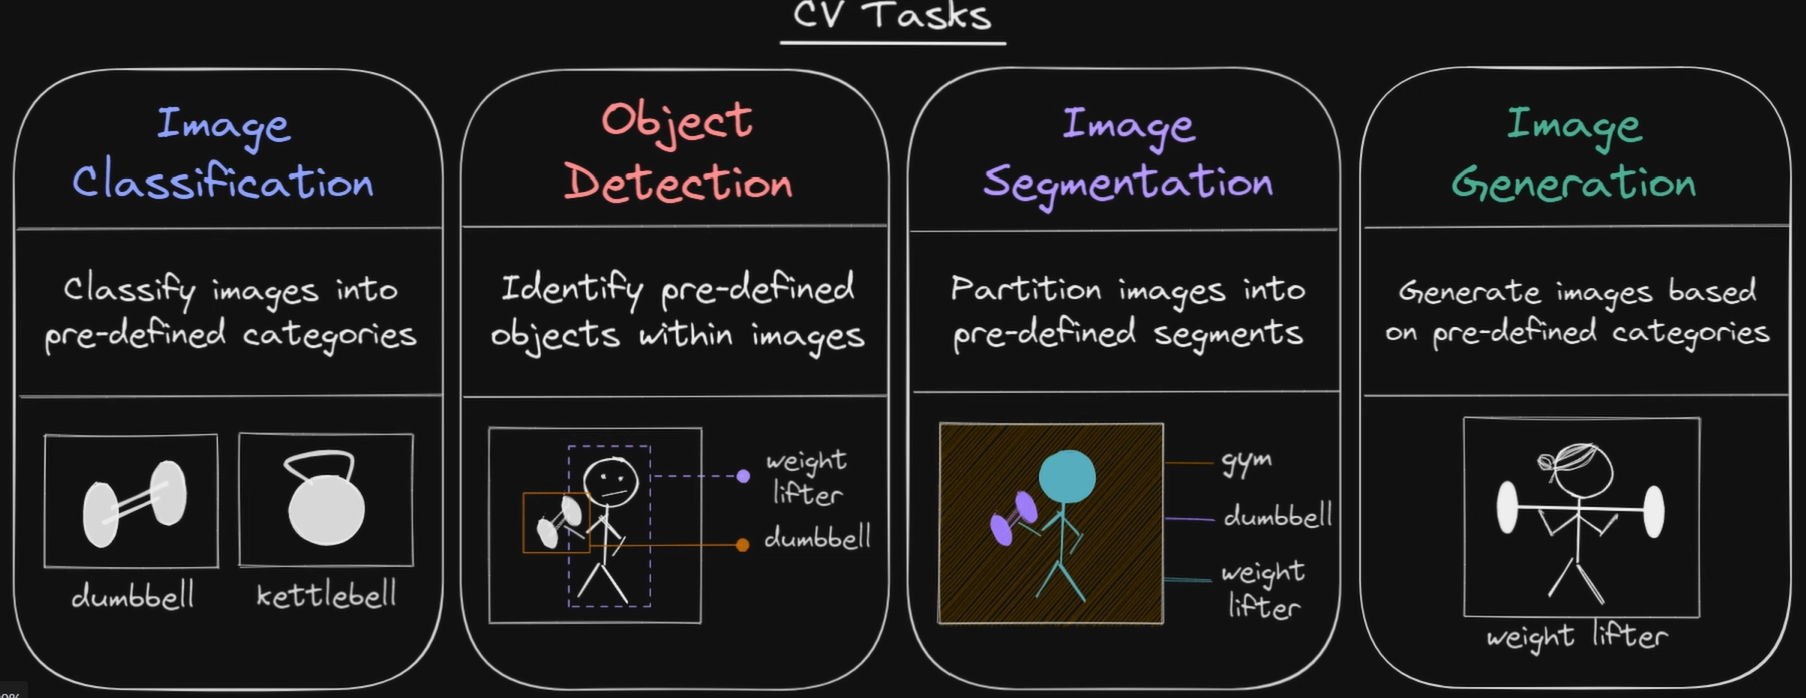 CV Tasks
Image
Classification
Classify images into
pre-defined categories
dumbbell
kettlebell
Object
Detection
Identify pre-defined
objects within images
weight
lifter
dumbbell
Image
Segmentation
Partition images into
pre-defined segments
gym
dumbbell
weight
lifter
Image
Generation
Generate images based
on pre-defined categories
weight lifter